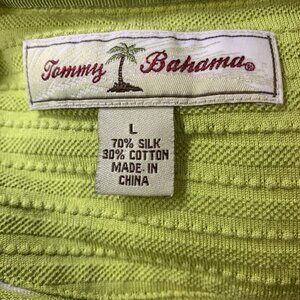 Tommy Bahama®
L
70% SILK
30% COTTON
MADE IN
CHINA